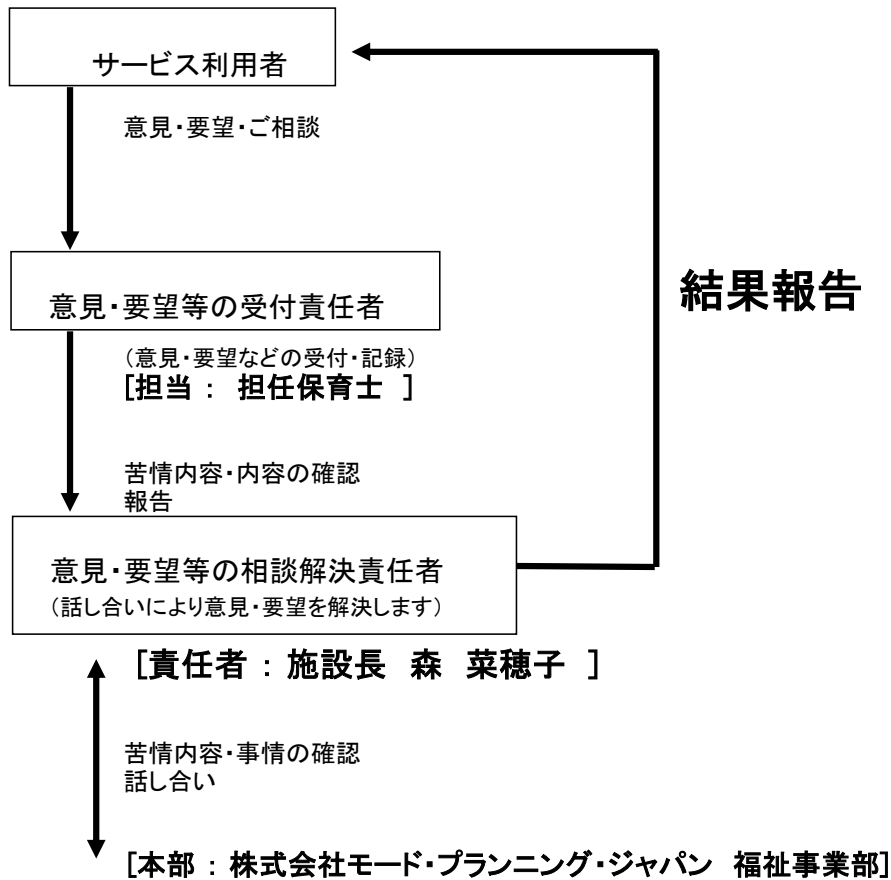 サービス利用者
意見・要望・ご相談
意見・要望等の受付責任者
(意見・要望などの受付・記録)
[担当 : 担任保育士 ]
苦情内容・内容の確認
報告
意見・要望等の相談解決責任者
(話し合いにより意見・要望を解決します)
[責任者 : 施設長 森 菜穂子 ]
苦情内容・事情の確認
話し合い
[本部 : 株式会社モード・プランニング・ジャパン 福祉事業部]
結果報告